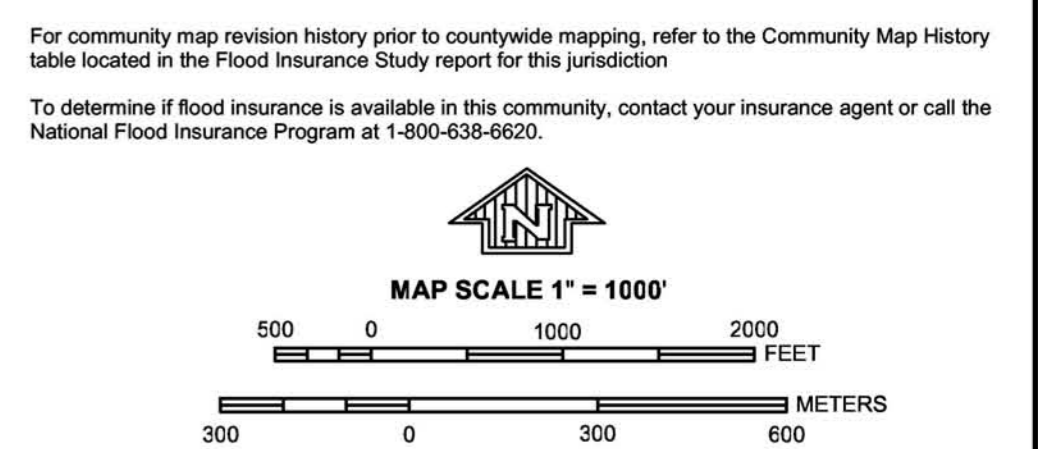 For community map revision history prior to countywide mapping, refer to the Community Map History
table located in the Flood Insurance Study report for this jurisdiction
To determine if flood insurance is available in this community, contact your insurance agent or call the
National Flood Insurance Program at 1-800-638-6620.
N
MAP SCALE 1" = 1000'
500 0 1000 2000
FEET
METERS
300 0 300 600